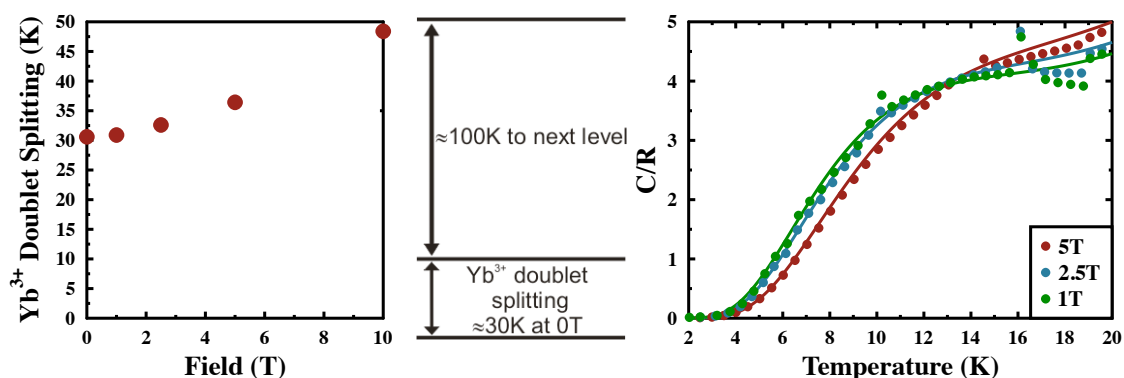 Yb³⁺ Doublet Splitting (K)
50
45
40
35
30
25
20
15
10
5
0
0 2 4 6 8 10
Field (T)
≈100K to next level
Yb³⁺ doublet
splitting
≈30K at 0T
C/R
5
4
3
2
1
0
2 4 6 8 10 12 14 16 18 20
Temperature (K)
5T
2.5T
1T